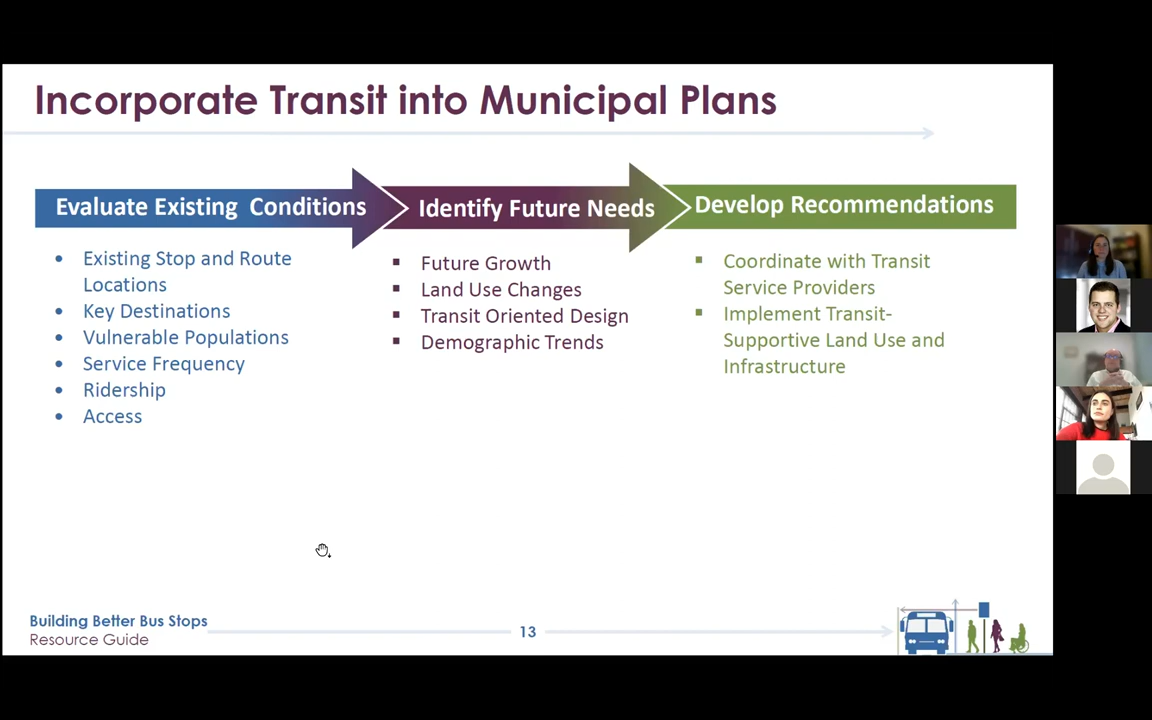 Incorporate Transit into Municipal Plans
Evaluate Existing Conditions
Existing Stop and Route
Locations
Key Destinations
Vulnerable Populations
Service Frequency
Ridership
Access
Identify Future Needs
Future Growth
Land Use Changes
Transit Oriented Design
Demographic Trends
Develop Recommendations
Coordinate with Transit
Service Providers
Implement Transit-
Supportive Land Use and
Infrastructure
Building Better Bus Stops
Resource Guide
13